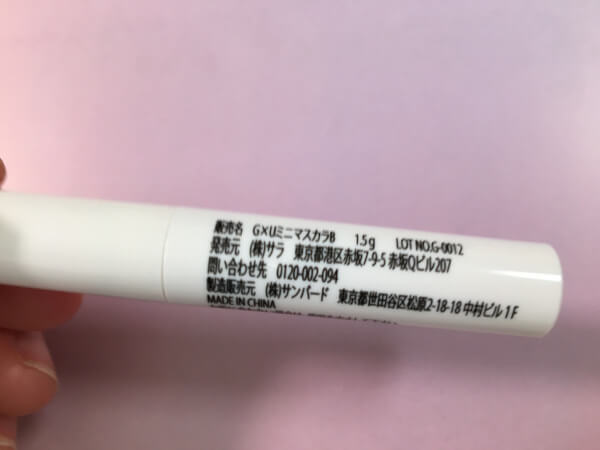 販売名 G×UミニマスカラB 1.5g LOT NO.G-0012
発売元 (株)サラ 東京都港区赤坂7-9-5 赤坂Qビル207
問い合わせ先 0120-002-094
製造販売元 (株)サンバード 東京都世田谷区松原2-18-18 中村ビル1F
MADE IN CHINA